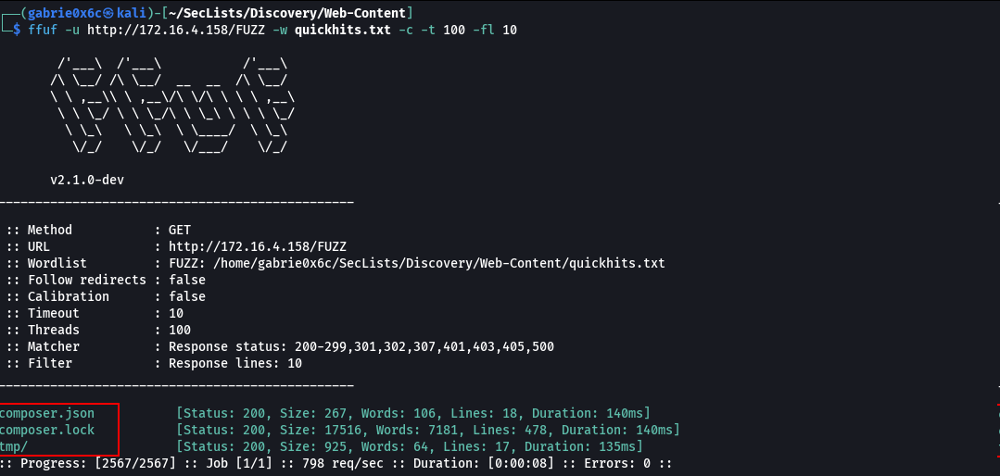 ┌──(gabrie0x6c㉿kali)-[~/SecLists/Discovery/Web-Content]
└─$ ffuf -u http://172.16.4.158/FUZZ -w quickhits.txt -c -t 100 -fl 10
        /'___\  /'___\           /'___\
       /\ \__/ /\ \__/  __  __  /\ \__/
       \ \ ,__\\ \ ,__\/\ \/\ \ \ \ ,__\
        \ \ \_/ \ \ \_/\ \ \_\ \ \ \ \_/
         \ \_\   \ \_\  \ \____/  \ \_\
          \/_/    \/_/   \/___/    \/_/
       v2.1.0-dev
________________________________________________
 :: Method           : GET
 :: URL              : http://172.16.4.158/FUZZ
 :: Wordlist         : FUZZ: /home/gabrie0x6c/SecLists/Discovery/Web-Content/quickhits.txt
 :: Follow redirects : false
 :: Calibration      : false
 :: Timeout          : 10
 :: Threads          : 100
 :: Matcher          : Response status: 200-299,301,302,307,401,403,405,500
 :: Filter           : Response lines: 10
________________________________________________
composer.json           [Status: 200, Size: 267, Words: 106, Lines: 18, Duration: 140ms]
composer.lock           [Status: 200, Size: 17516, Words: 7181, Lines: 478, Duration: 140ms]
tmp/                    [Status: 200, Size: 925, Words: 64, Lines: 17, Duration: 135ms]
:: Progress: [2567/2567] :: Job [1/1] :: 798 req/sec :: Duration: [0:00:08] :: Errors: 0 ::